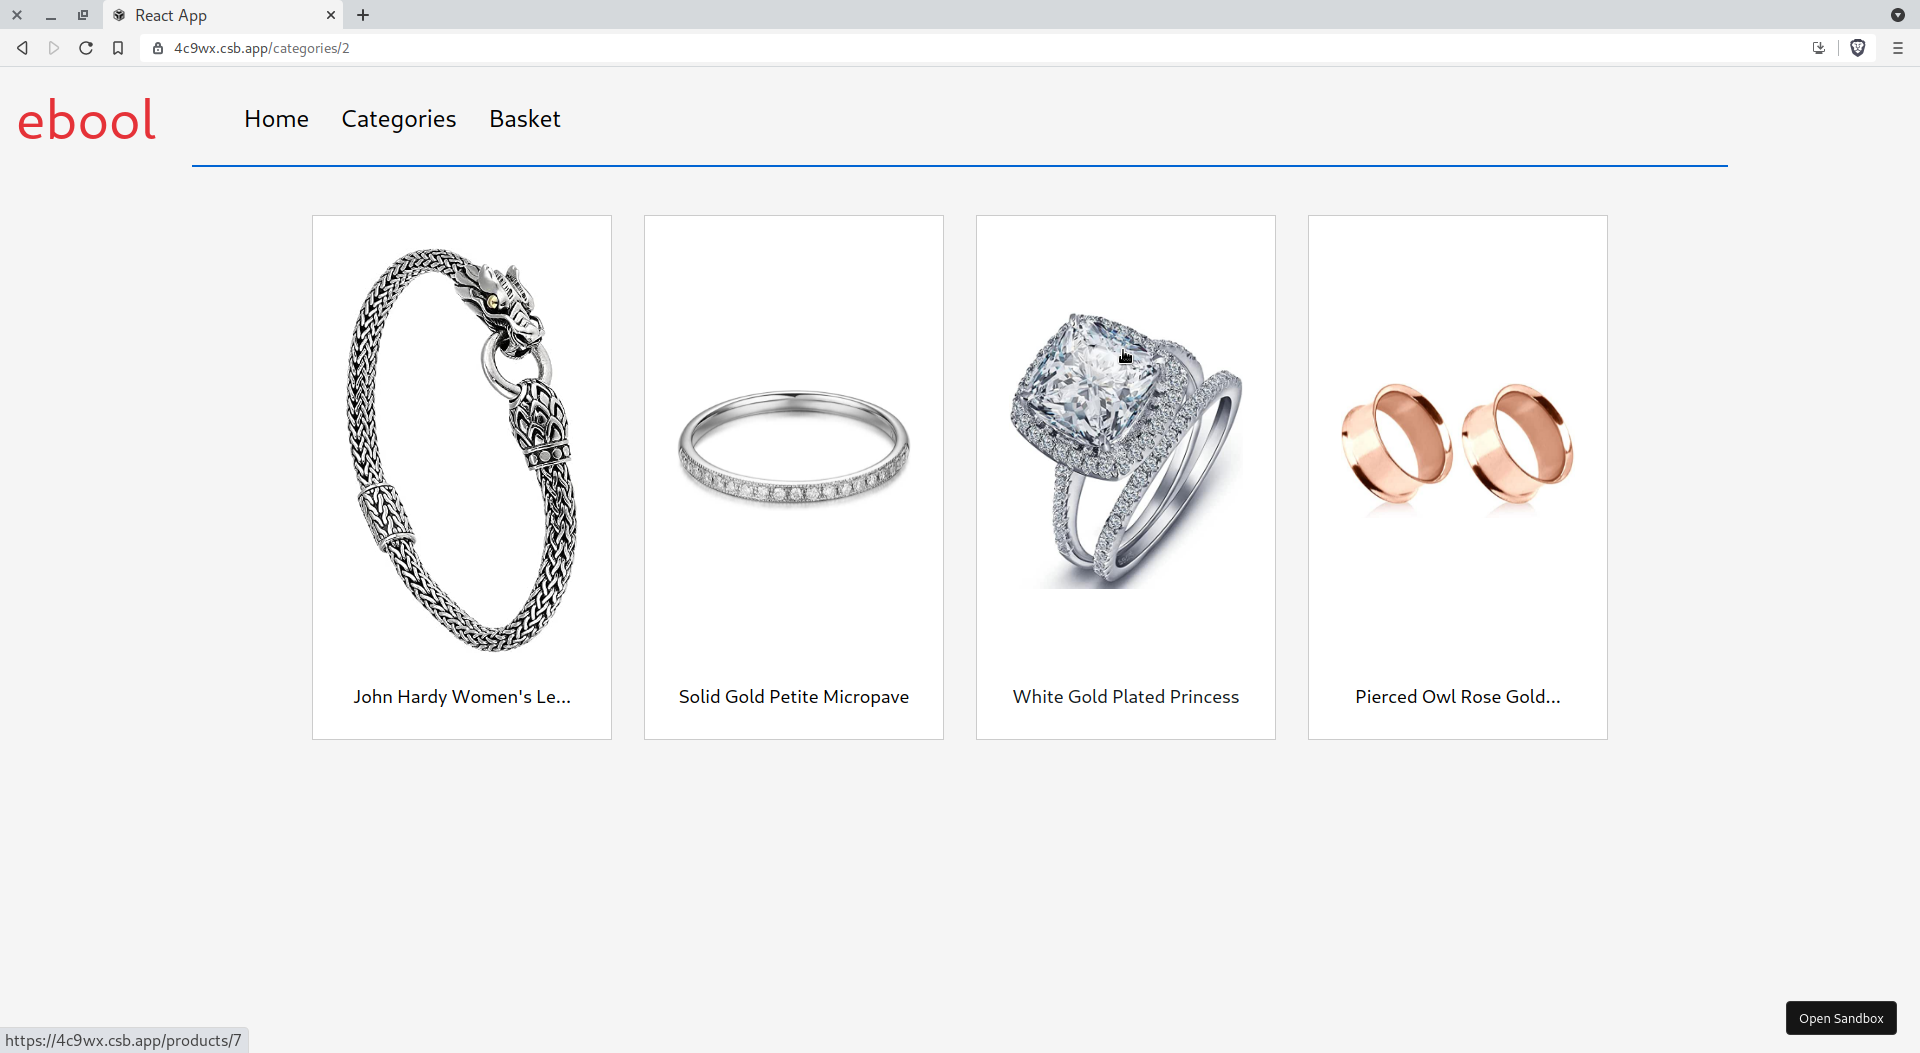 React App
4c9wx.csb.app/categories/2
ebool
Home Categories Basket
John Hardy Women's Le...
Solid Gold Petite Micropave
White Gold Plated Princess
Pierced Owl Rose Gold...
Open Sandbox
https://4c9wx.csb.app/products/7